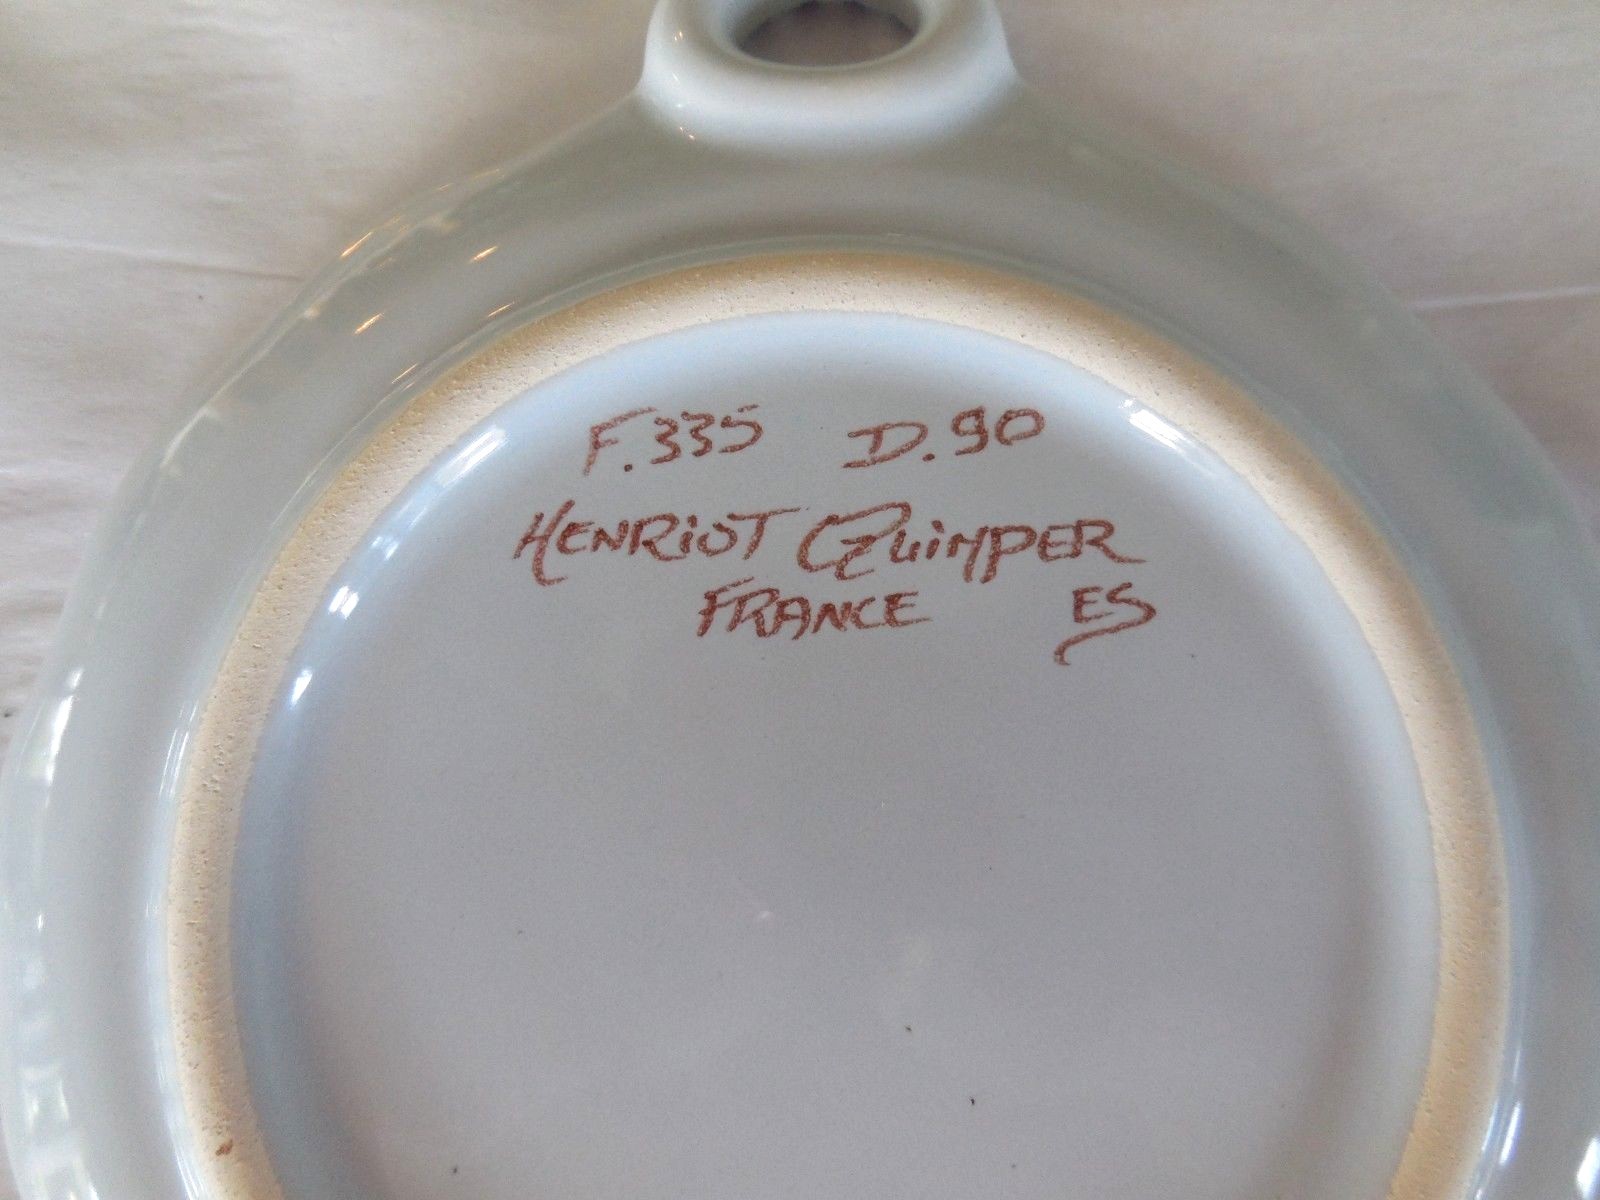 F.335 D.90
HENRiOT QuiMPER
FRANCE ES